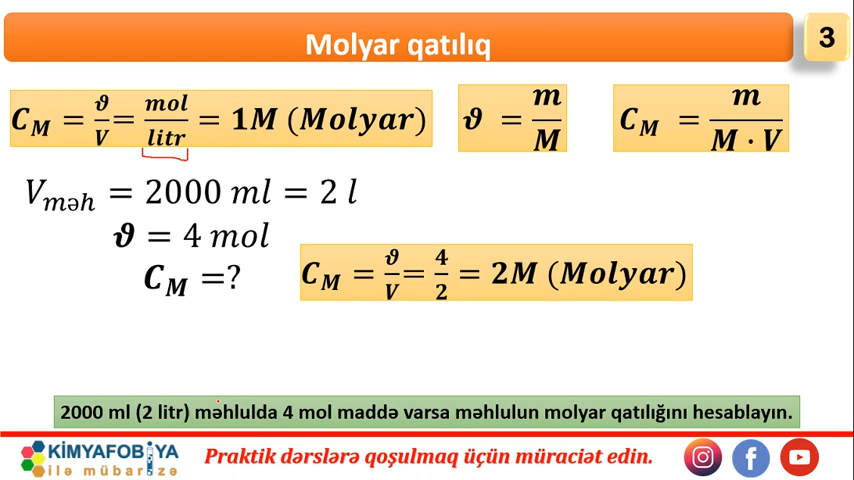 Molyar qatılıq
3
C_M = ϑ/V = mol/litr = 1M (Molyar)
ϑ = m/M
C_M = m/(M · V)
V_məh = 2000 ml = 2 l
ϑ = 4 mol
C_M =?
C_M = ϑ/V = 4/2 = 2M (Molyar)
2000 ml (2 litr) məhlulda 4 mol maddə varsa məhlulun molyar qatılığını hesablayın.
KİMYAFOBİYA
ilə mübarizə
Praktik dərslərə qoşulmaq üçün müraciət edin.